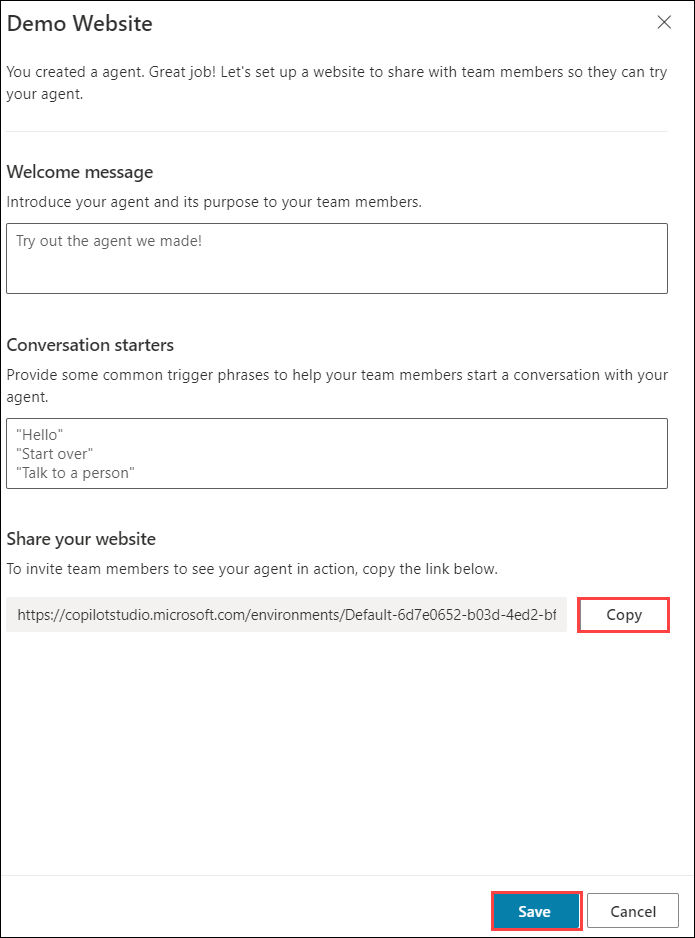 Demo Website
You created a agent. Great job! Let's set up a website to share with team members so they can try
your agent.
Welcome message
Introduce your agent and its purpose to your team members.
Try out the agent we made!
Conversation starters
Provide some common trigger phrases to help your team members start a conversation with your
agent.
"Hello"
"Start over"
"Talk to a person"
Share your website
To invite team members to see your agent in action, copy the link below.
https://copilotstudio.microsoft.com/environments/Default-6d7e0652-b03d-4ed2-bf
Copy
Save
Cancel